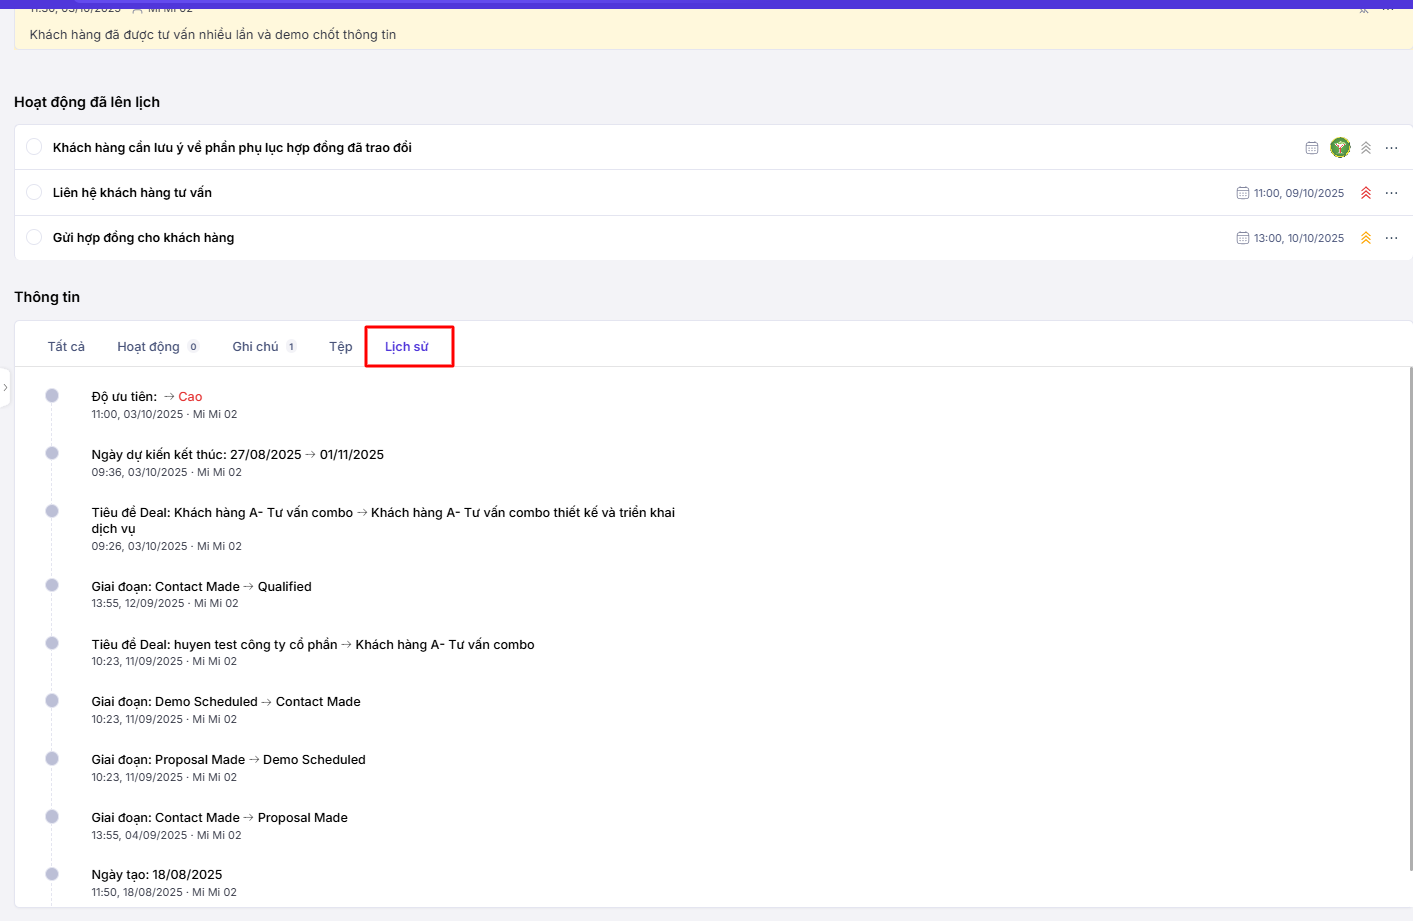 11:30, 03/10/2025 Mi Mi 02
Khách hàng đã được tư vấn nhiều lần và demo chốt thông tin
Hoạt động đã lên lịch
Khách hàng cần lưu ý về phần phụ lục hợp đồng đã trao đổi
Liên hệ khách hàng tư vấn 11:00, 09/10/2025
Gửi hợp đồng cho khách hàng 13:00, 10/10/2025
Thông tin
Tất cả Hoạt động 0 Ghi chú 1 Tệp Lịch sử
Độ ưu tiên: → Cao
11:00, 03/10/2025 · Mi Mi 02
Ngày dự kiến kết thúc: 27/08/2025 → 01/11/2025
09:36, 03/10/2025 · Mi Mi 02
Tiêu đề Deal: Khách hàng A- Tư vấn combo → Khách hàng A- Tư vấn combo thiết kế và triển khai
dịch vụ
09:26, 03/10/2025 · Mi Mi 02
Giai đoạn: Contact Made → Qualified
13:55, 12/09/2025 · Mi Mi 02
Tiêu đề Deal: huyen test công ty cổ phần → Khách hàng A- Tư vấn combo
10:23, 11/09/2025 · Mi Mi 02
Giai đoạn: Demo Scheduled → Contact Made
10:23, 11/09/2025 · Mi Mi 02
Giai đoạn: Proposal Made → Demo Scheduled
10:23, 11/09/2025 · Mi Mi 02
Giai đoạn: Contact Made → Proposal Made
13:55, 04/09/2025 · Mi Mi 02
Ngày tạo: 18/08/2025
11:50, 18/08/2025 · Mi Mi 02